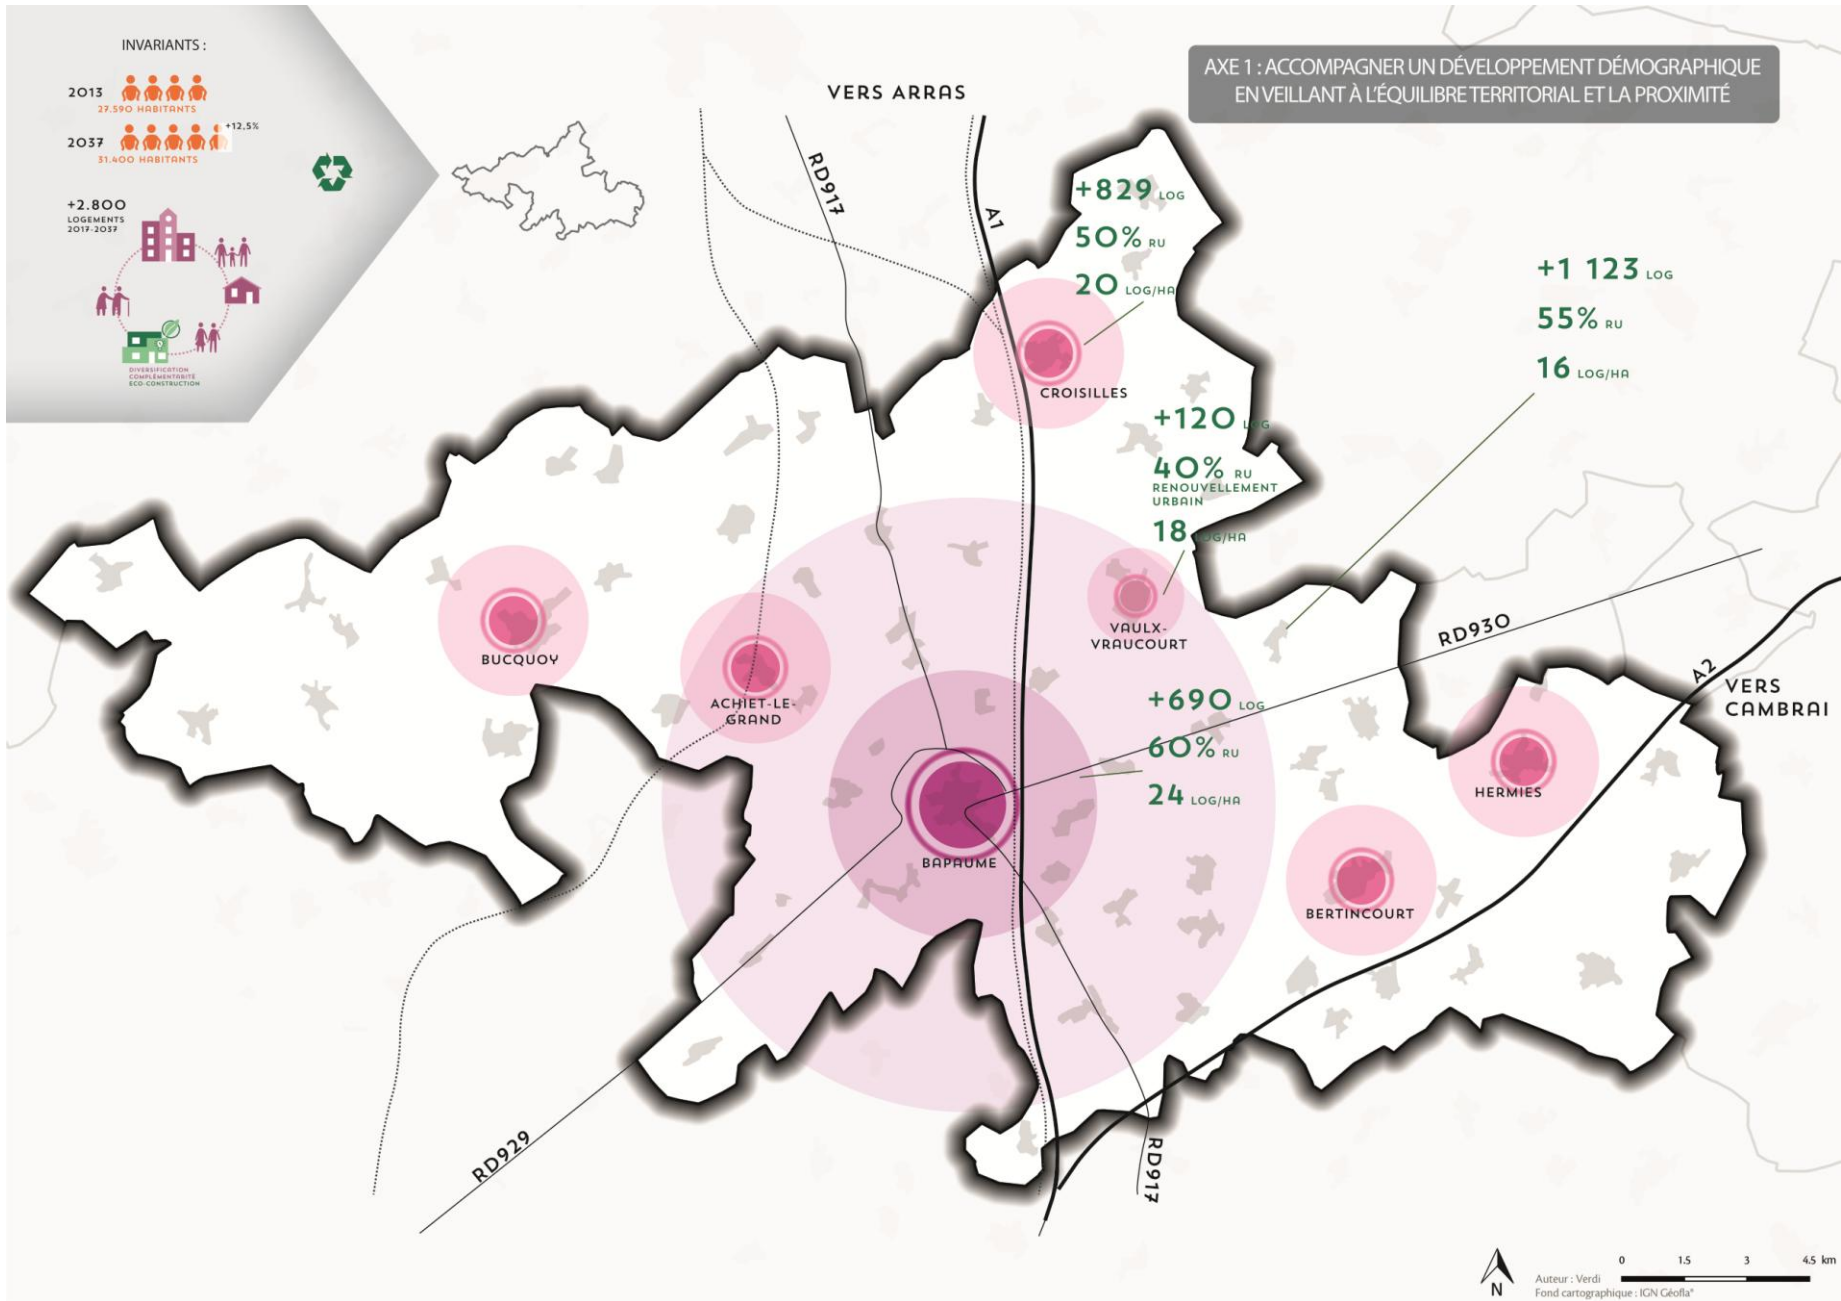 INVARIANTS :
2013
27.590 HABITANTS
+12,5%
2037
31.400 HABITANTS
+2.800
LOGEMENTS
2017-2037
DIVERSIFICATION
COMPLÉMENTARITÉ
ECO-CONSTRUCTION
AXE 1 : ACCOMPAGNER UN DÉVELOPPEMENT DÉMOGRAPHIQUE
EN VEILLANT À L'ÉQUILIBRE TERRITORIAL ET LA PROXIMITÉ
VERS ARRAS
RD917
A1
+829 LOG
50% RU
20 LOG/HA
CROISILLES
+1 123 LOG
55% RU
16 LOG/HA
+120 LOG
40% RU
RENOUVELLEMENT
URBAIN
18 LOG/HA
VAULX-
VRAUCOURT
BUCQUOY
ACHIET-LE-
GRAND
+690 LOG
60% RU
24 LOG/HA
BAPAUME
RD930
A2
VERS
CAMBRAI
HERMIES
BERTINCOURT
RD929
RD917
N
Auteur : Verdi
Fond cartographique : IGN Géofla®
0 1.5 3 4.5 km